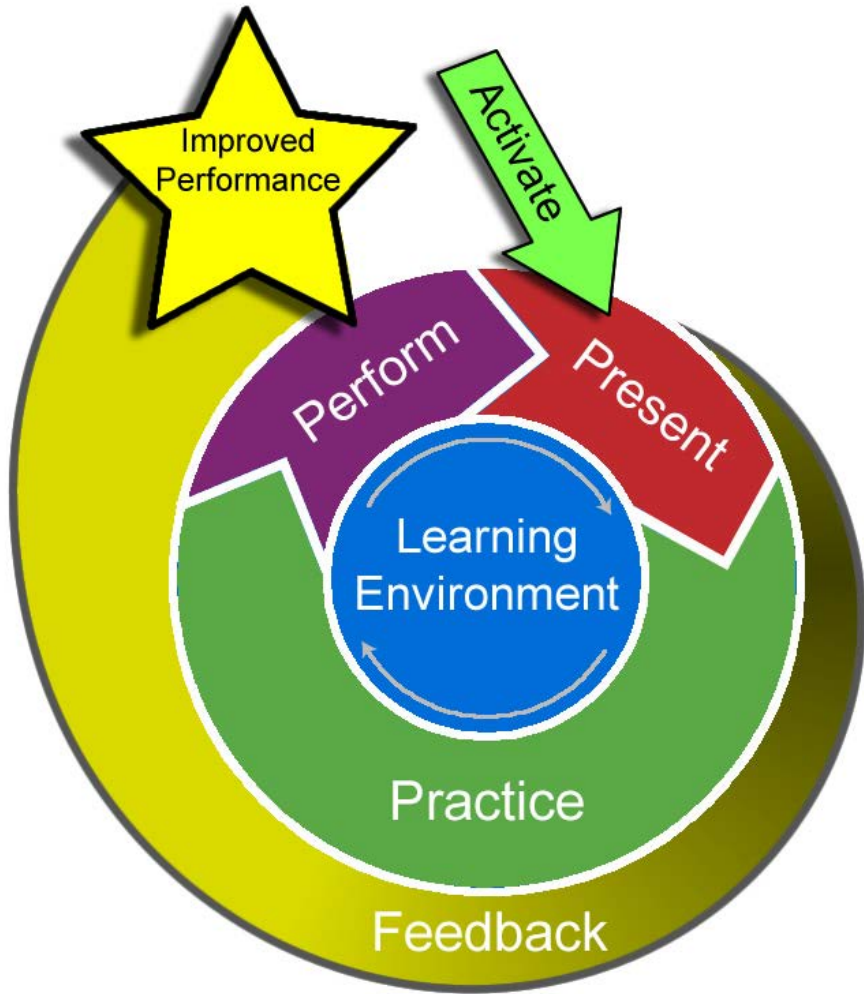 Improved
Performance
Activate
Perform
Present
Learning
Environment
Practice
Feedback